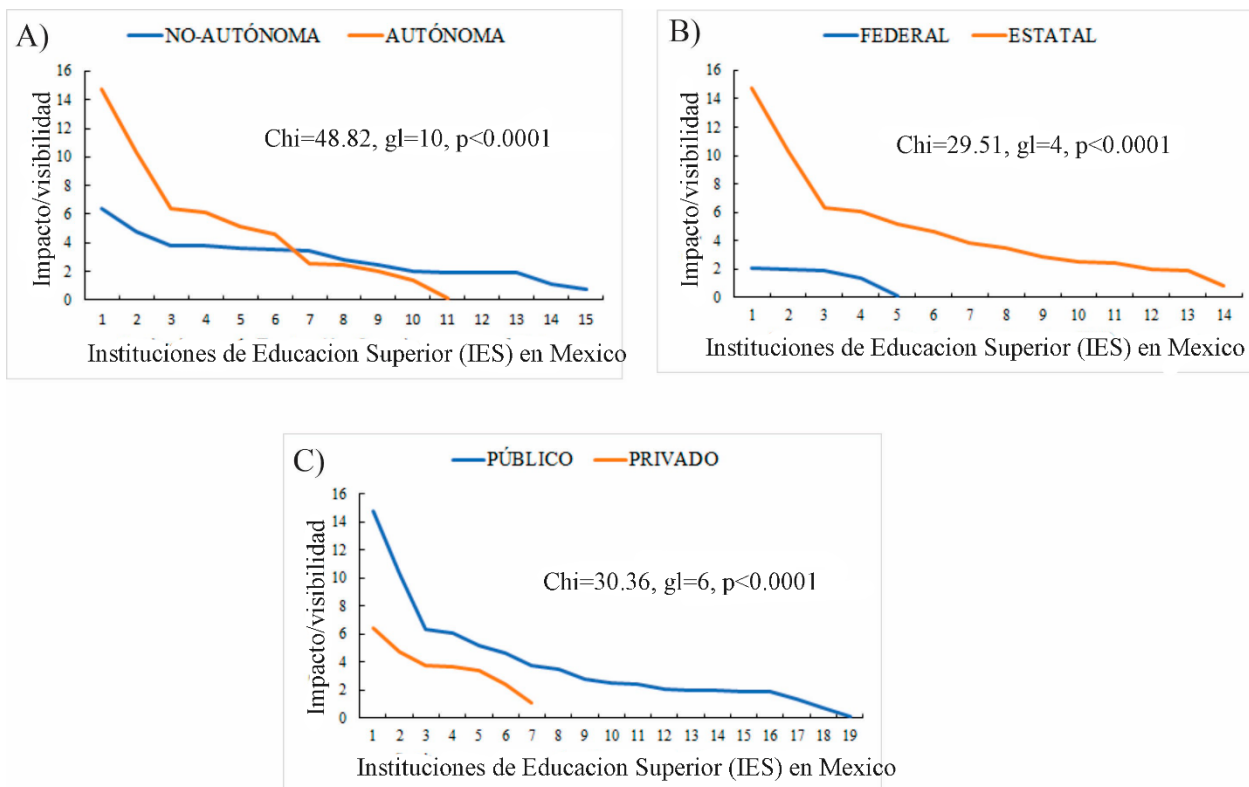 A)
NO-AUTÓNOMA AUTÓNOMA
Impacto/visibilidad
16
14
12
10
8
6
4
2
0
Chi=48.82, gl=10, p<0.0001
1 2 3 4 5 6 7 8 9 10 11 12 13 14 15
Instituciones de Educacion Superior (IES) en Mexico
B)
FEDERAL ESTATAL
Impacto/visibilidad
16
14
12
10
8
6
4
2
0
Chi=29.51, gl=4, p<0.0001
1 2 3 4 5 6 7 8 9 10 11 12 13 14
Instituciones de Educacion Superior (IES) en Mexico
C)
PÚBLICO PRIVADO
Impacto/visibilidad
16
14
12
10
8
6
4
2
0
Chi=30.36, gl=6, p<0.0001
1 2 3 4 5 6 7 8 9 10 11 12 13 14 15 16 17 18 19
Instituciones de Educacion Superior (IES) en Mexico